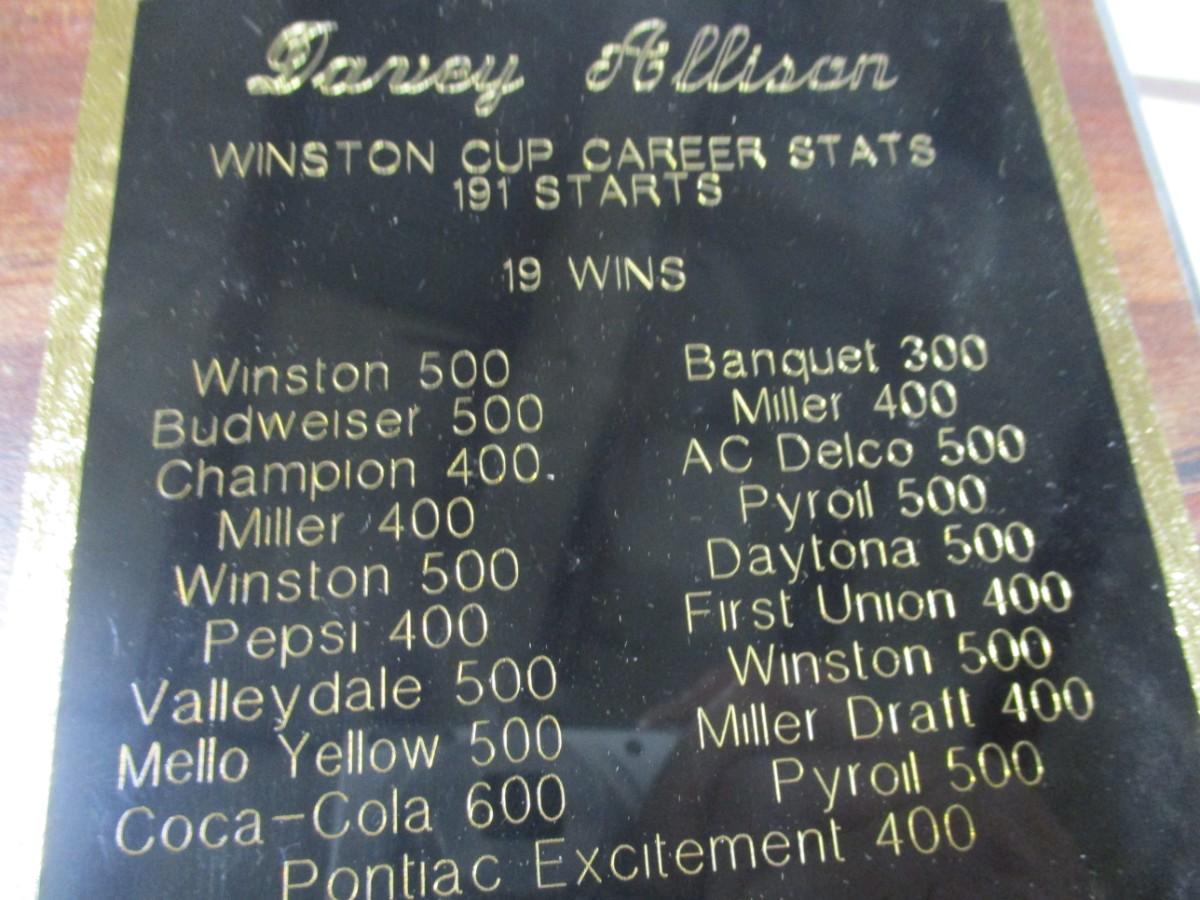 Davey Allison
WINSTON CUP CAREER STATS
191 STARTS
19 WINS
Winston 500
Budweiser 500
Champion 400
Miller 400
Winston 500
Pepsi 400
Valleydale 500
Mello Yellow 500
Coca-Cola 600
Banquet 300
Miller 400
AC Delco 500
Pyroil 500
Daytona 500
First Union 400
Winston 500
Miller Draft 400
Pyroil 500
Pontiac Excitement 400